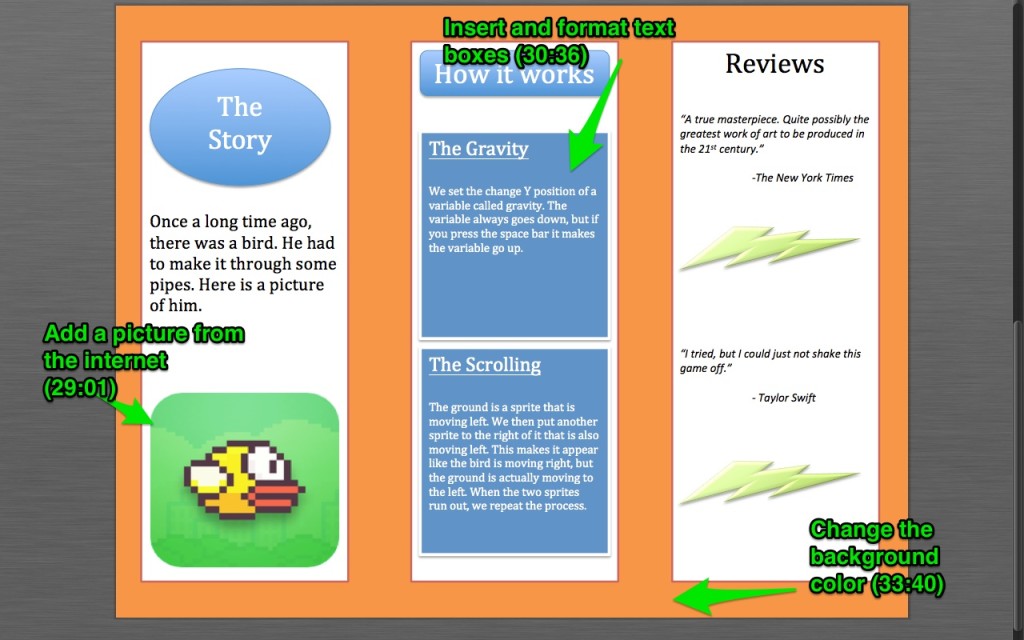 Insert and format text
boxes (30:36)
The
Story
Once a long time ago,
there was a bird. He had
to make it through some
pipes. Here is a picture
of him.
Add a picture from
the internet
(29:01)
How it works
The Gravity
We set the change Y position of a
variable called gravity. The
variable always goes down, but if
you press the space bar it makes
the variable go up.
The Scrolling
The ground is a sprite that is
moving left. We then put another
sprite to the right of it that is also
moving left. This makes it appear
like the bird is moving right, but
the ground is actually moving to
the left. When the two sprites
run out, we repeat the process.
Reviews
“A true masterpiece. Quite possibly the
greatest work of art to be produced in
the 21st century.”
-The New York Times
“I tried, but I could just not shake this
game off.”
- Taylor Swift
Change the
background
color (33:40)